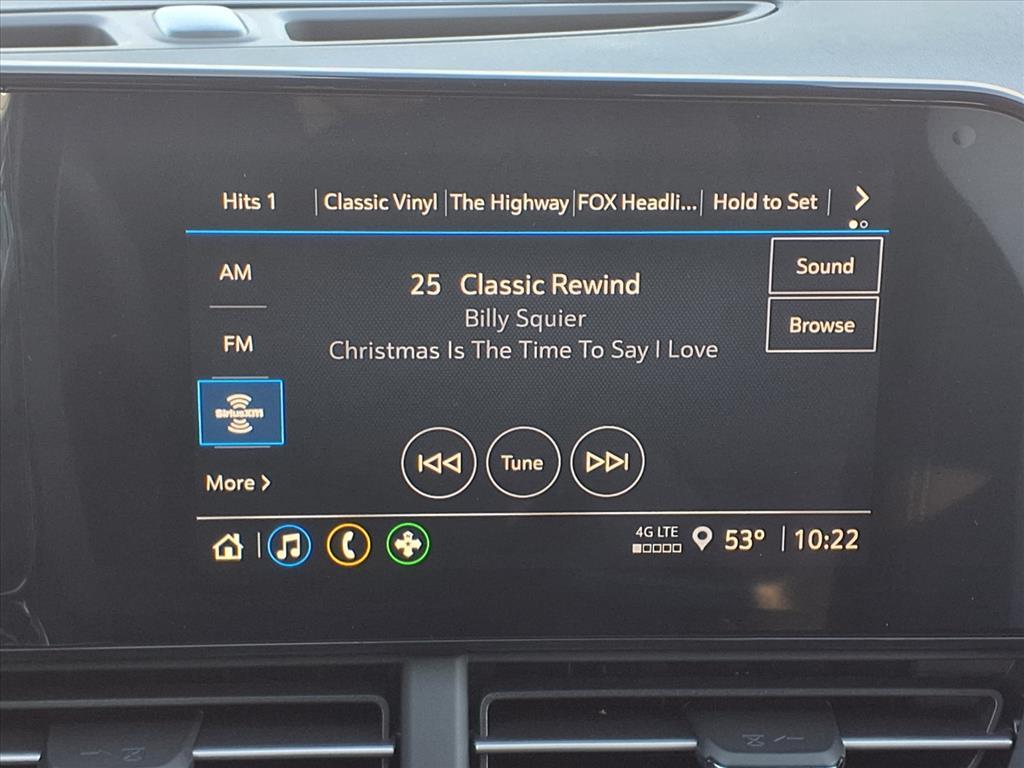 Hits 1 Classic Vinyl The Highway FOX Headli... Hold to Set >
AM
25 Classic Rewind
Sound
Billy Squier
Browse
FM
Christmas Is The Time To Say I Love
SiriusXM
Tune
More >
4G LTE
53° 10:22